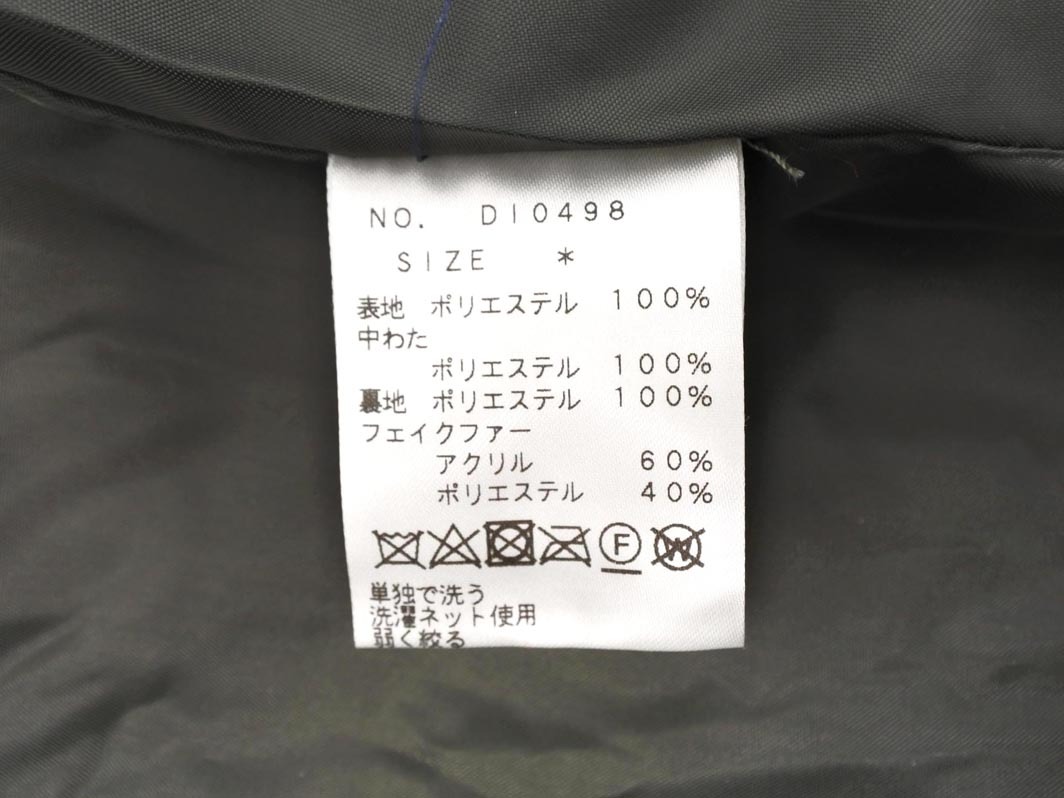 NO. DI0498
SIZE *
表地 ポリエステル 100%
中わた
ポリエステル 100%
裏地 ポリエステル 100%
フェイクファー
アクリル 60%
ポリエステル 40%
F W
単独で洗う
洗濯ネット使用
弱く絞る